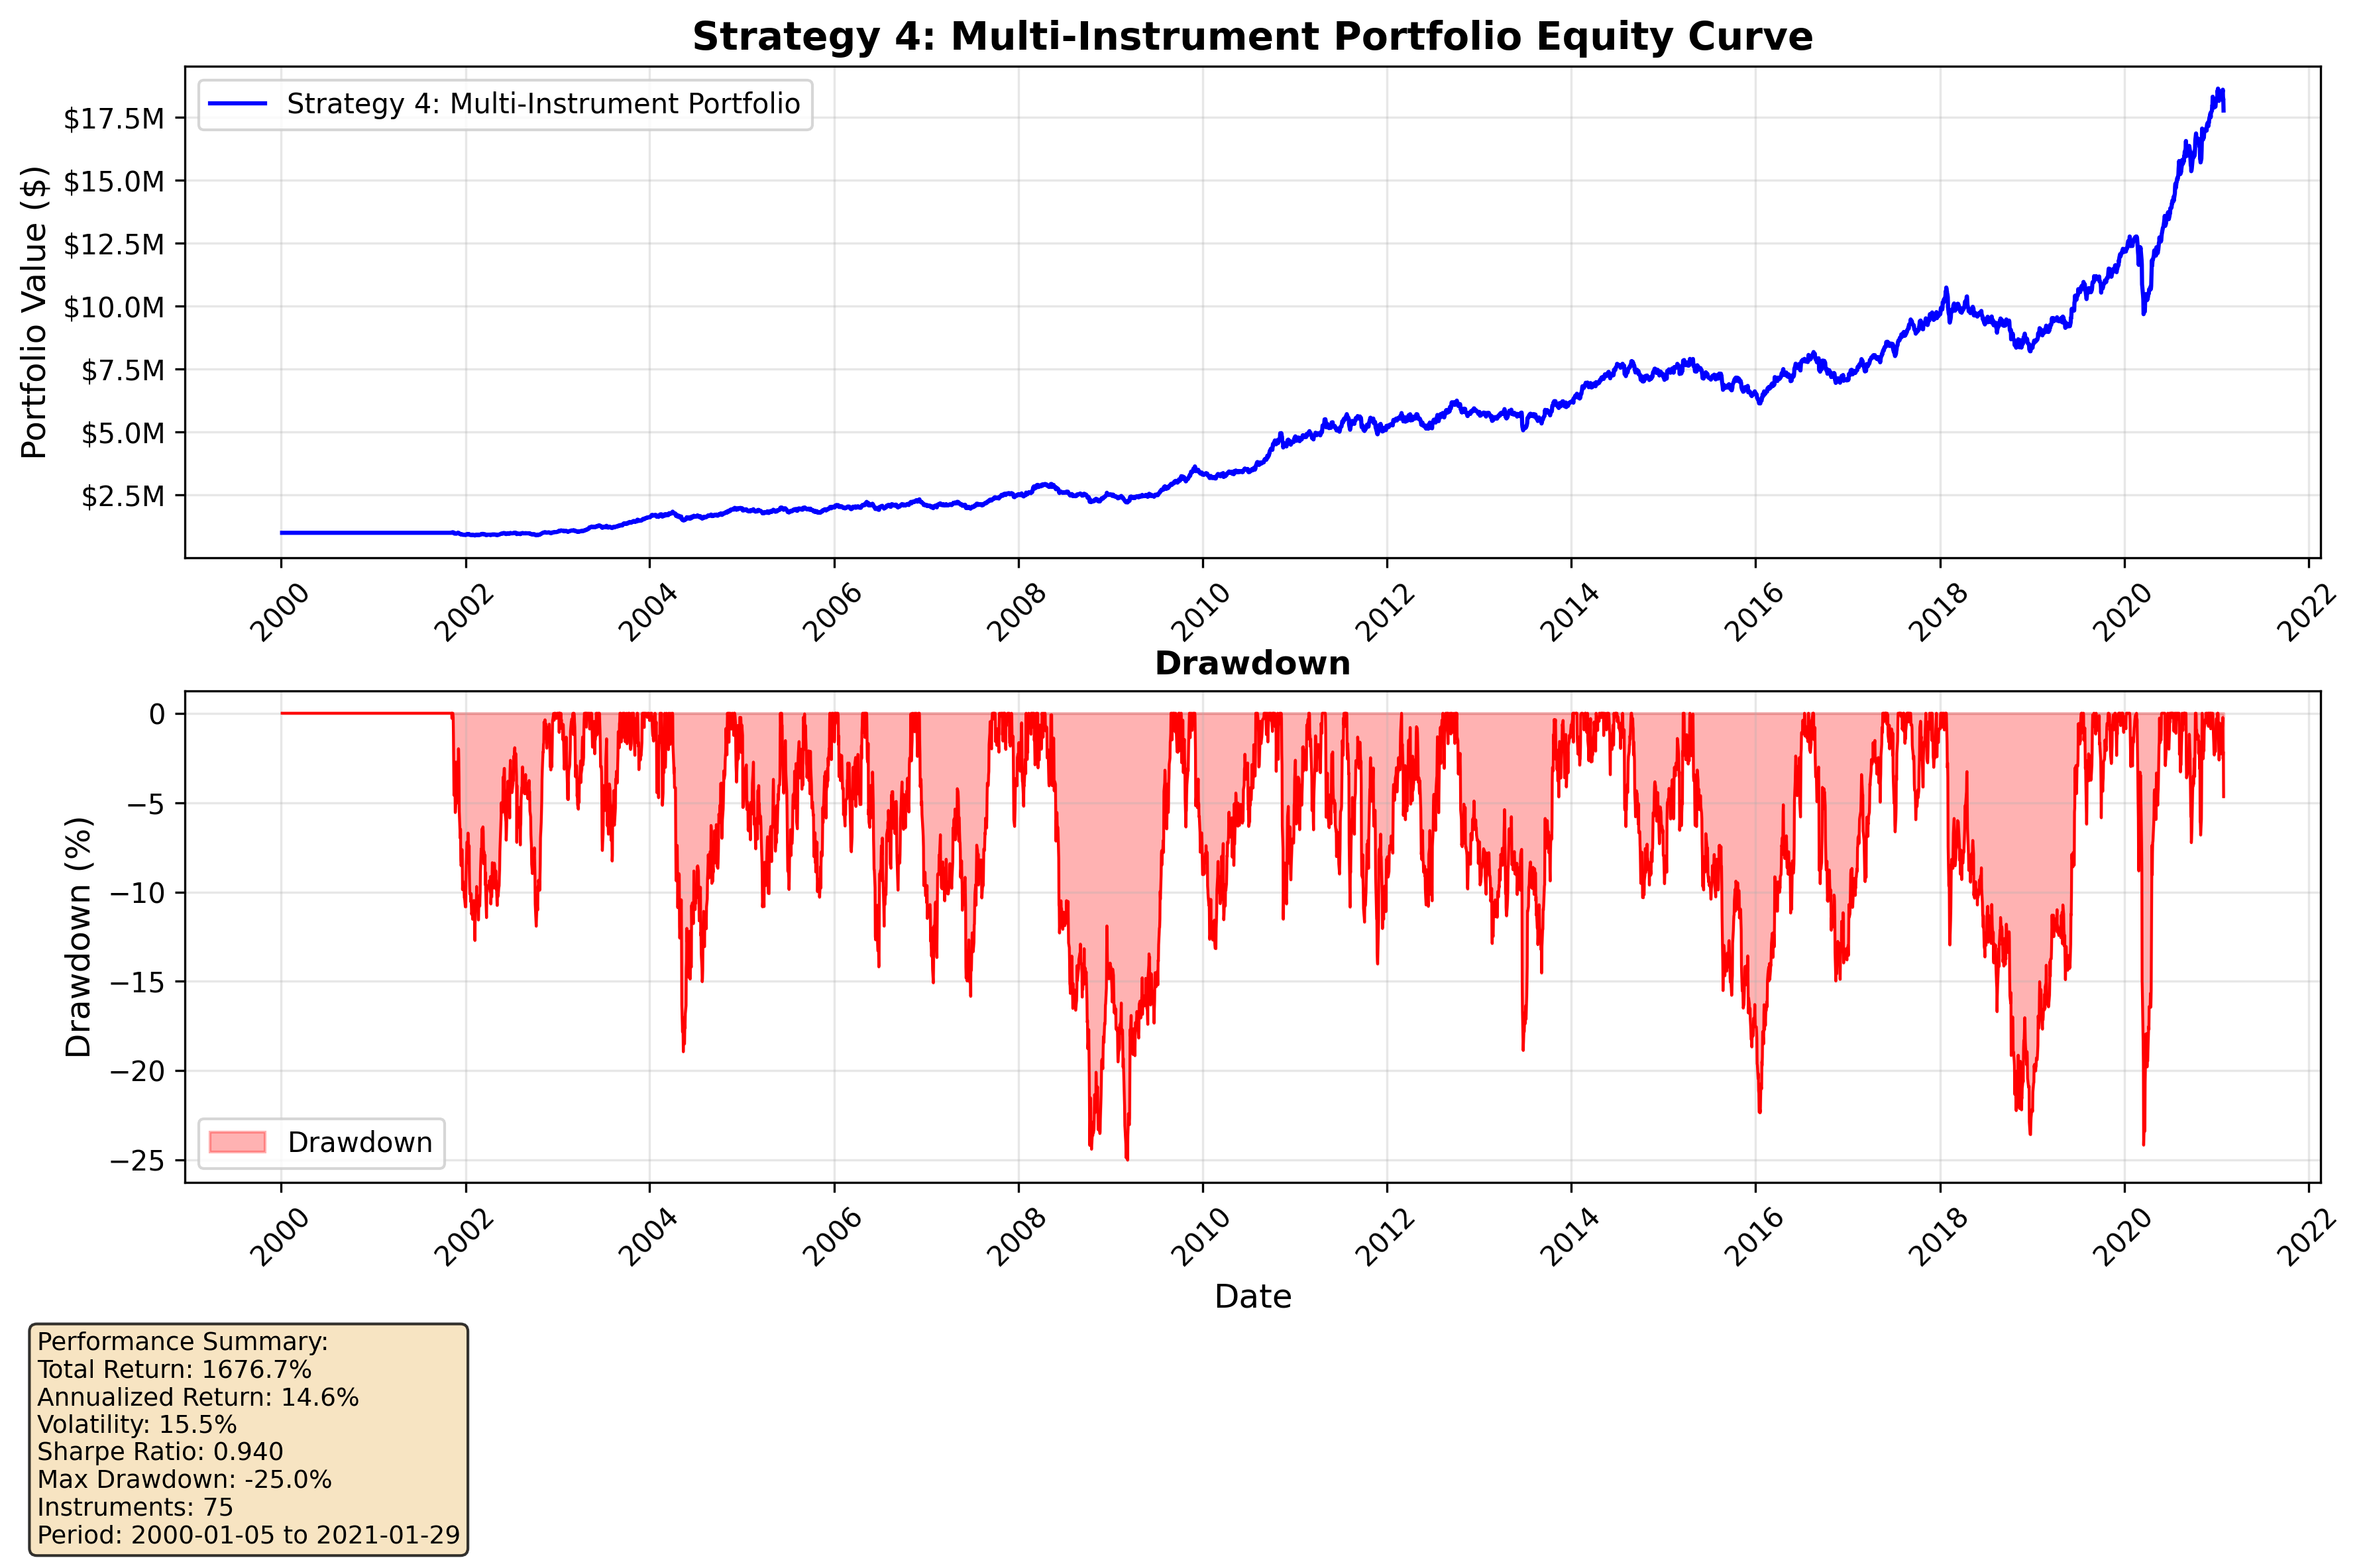 Strategy 4: Multi-Instrument Portfolio Equity Curve
Strategy 4: Multi-Instrument Portfolio
Portfolio Value ($)
$17.5M
$15.0M
$12.5M
$10.0M
$7.5M
$5.0M
$2.5M
2000 2002 2004 2006 2008 2010 2012 2014 2016 2018 2020 2022
Drawdown
Drawdown (%)
0
−5
−10
−15
−20
−25
Drawdown
2000 2002 2004 2006 2008 2010 2012 2014 2016 2018 2020 2022
Date
Performance Summary:
Total Return: 1676.7%
Annualized Return: 14.6%
Volatility: 15.5%
Sharpe Ratio: 0.940
Max Drawdown: -25.0%
Instruments: 75
Period: 2000-01-05 to 2021-01-29